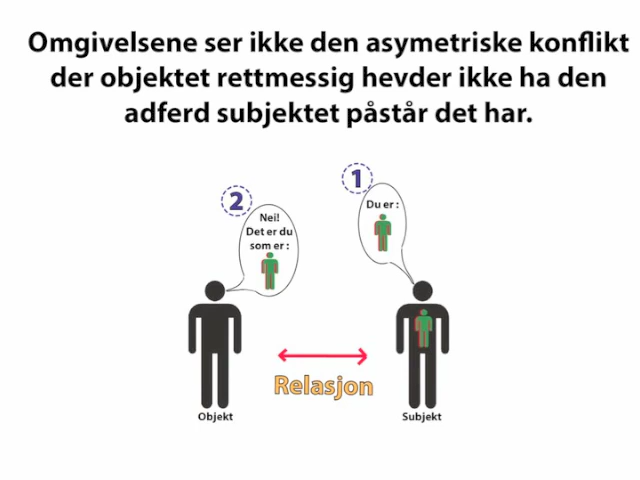 Omgivelsene ser ikke den asymetriske konflikt
der objektet rettmessig hevder ikke ha den
adferd subjektet påstår det har.
1
Du er :
2
Nei!
Det er du
som er :
Relasjon
Objekt
Subjekt